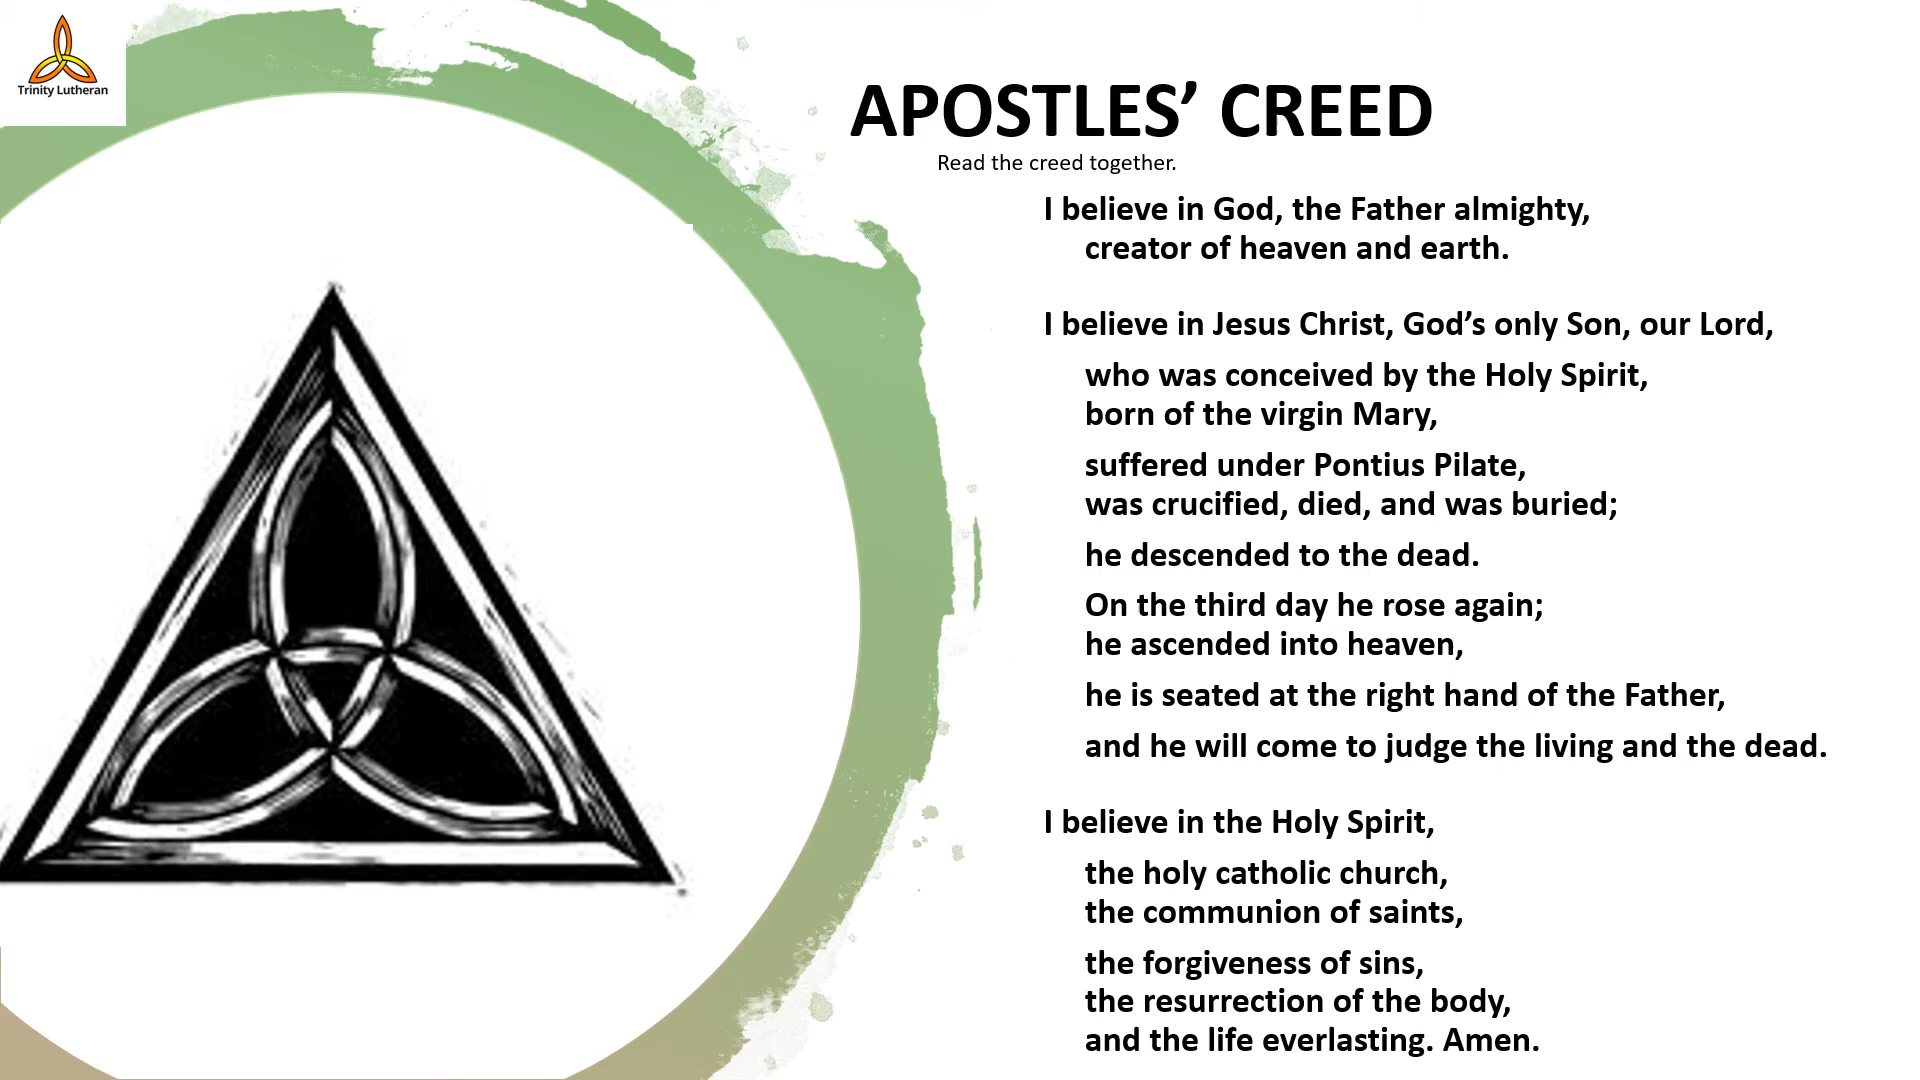 Trinity Lutheran
APOSTLES’ CREED
Read the creed together.
I believe in God, the Father almighty,
creator of heaven and earth.
I believe in Jesus Christ, God’s only Son, our Lord,
who was conceived by the Holy Spirit,
born of the virgin Mary,
suffered under Pontius Pilate,
was crucified, died, and was buried;
he descended to the dead.
On the third day he rose again;
he ascended into heaven,
he is seated at the right hand of the Father,
and he will come to judge the living and the dead.
I believe in the Holy Spirit,
the holy catholic church,
the communion of saints,
the forgiveness of sins,
the resurrection of the body,
and the life everlasting. Amen.